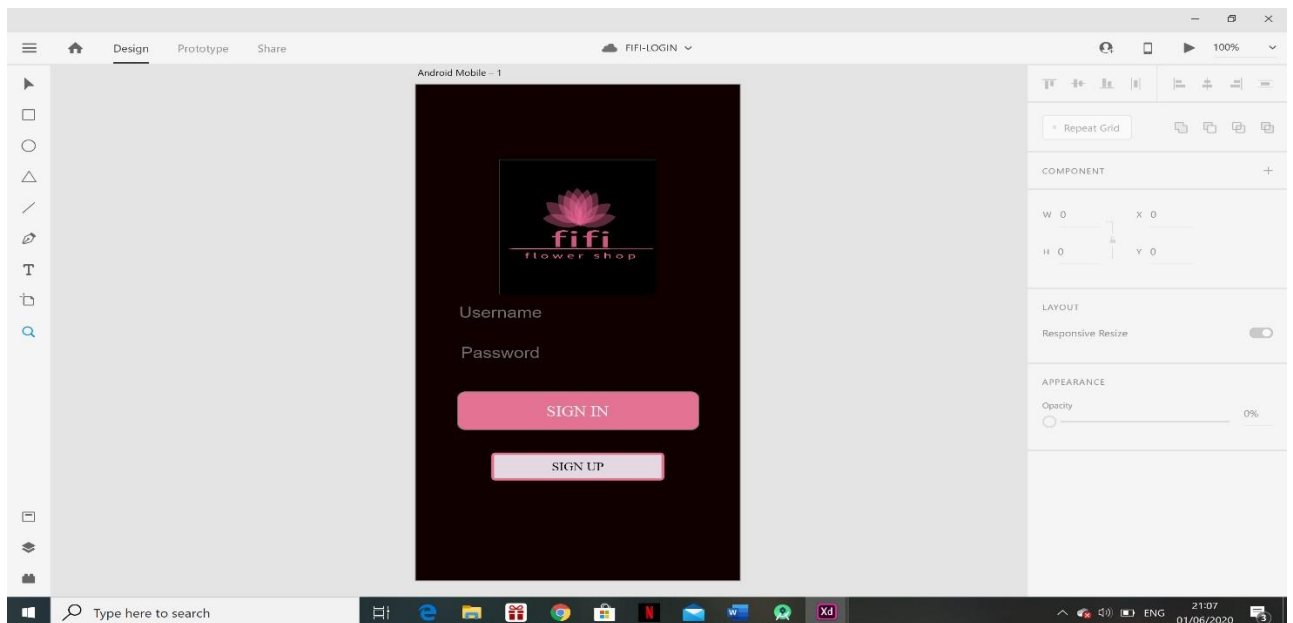 Design Prototype Share FIFI-LOGIN 100%
Android Mobile – 1
Repeat Grid
COMPONENT
W 0 X 0
H 0 Y 0
LAYOUT
Responsive Resize
APPEARANCE
Opacity
0%
fifi
flower shop
Username
Password
SIGN IN
SIGN UP
T
Type here to search
N
W
Xd
ENG
21:07
01/06/2020
3